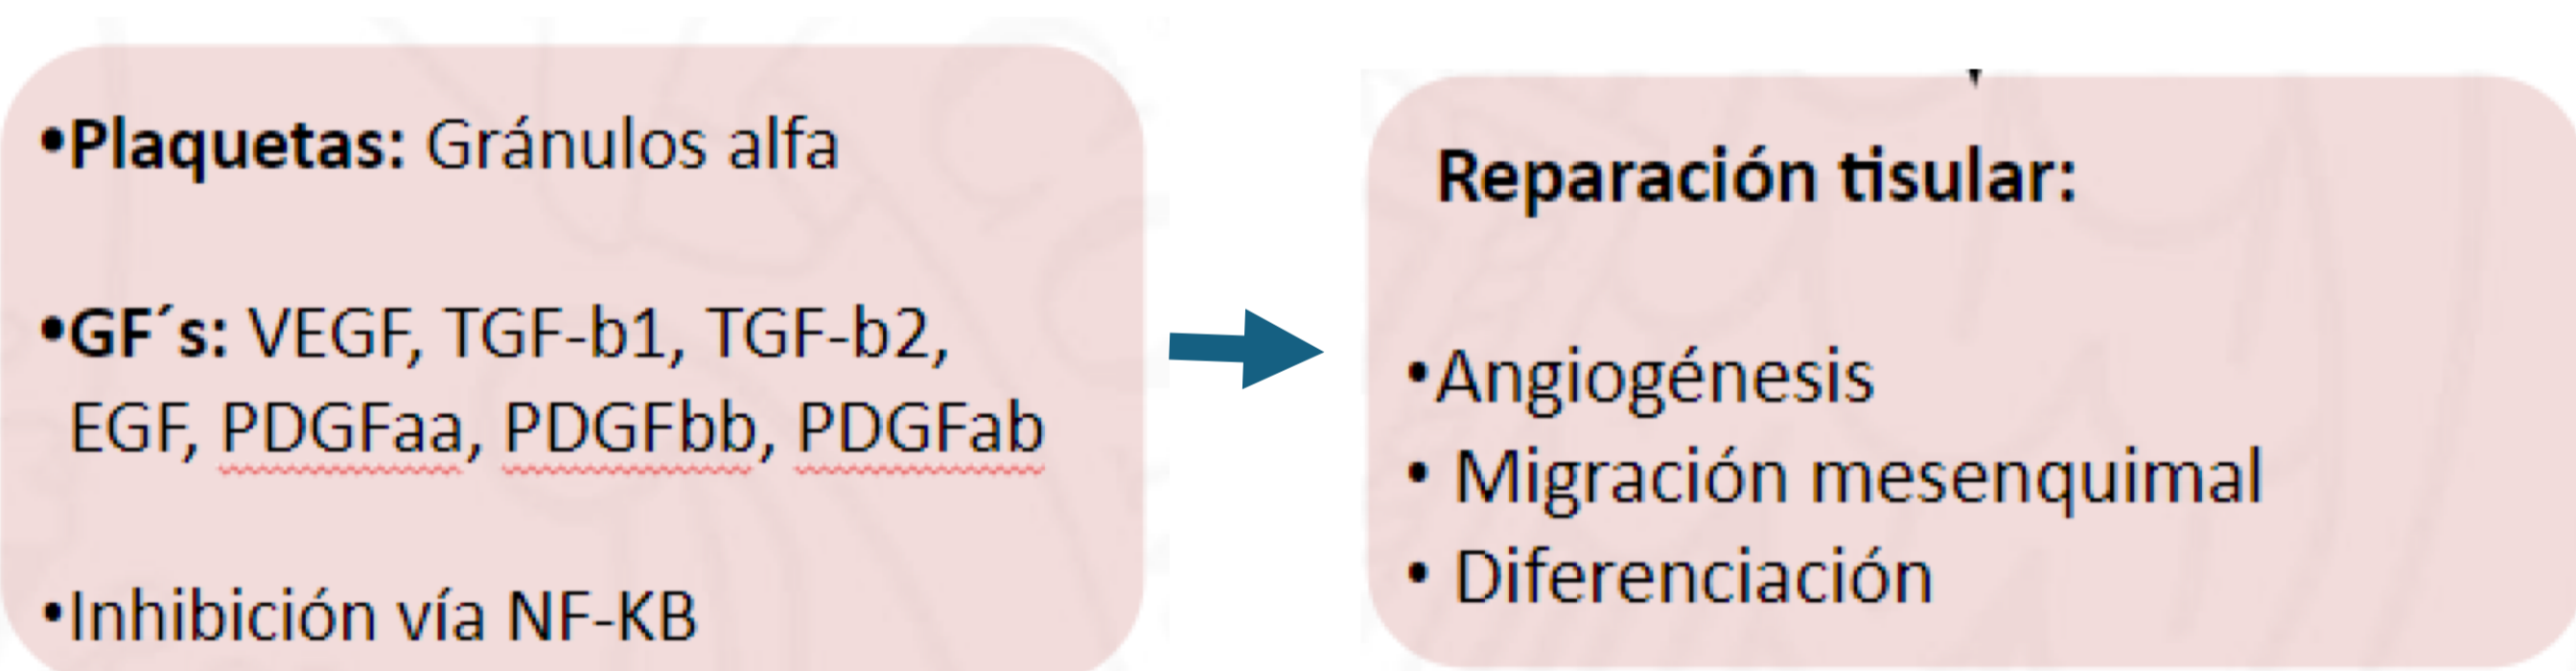 •Plaquetas: Gránulos alfa
•GF´s: VEGF, TGF-b1, TGF-b2,
EGF, PDGFaa, PDGFbb, PDGFab
•Inhibición vía NF-KB
Reparación tisular:
•Angiogénesis
• Migración mesenquimal
• Diferenciación